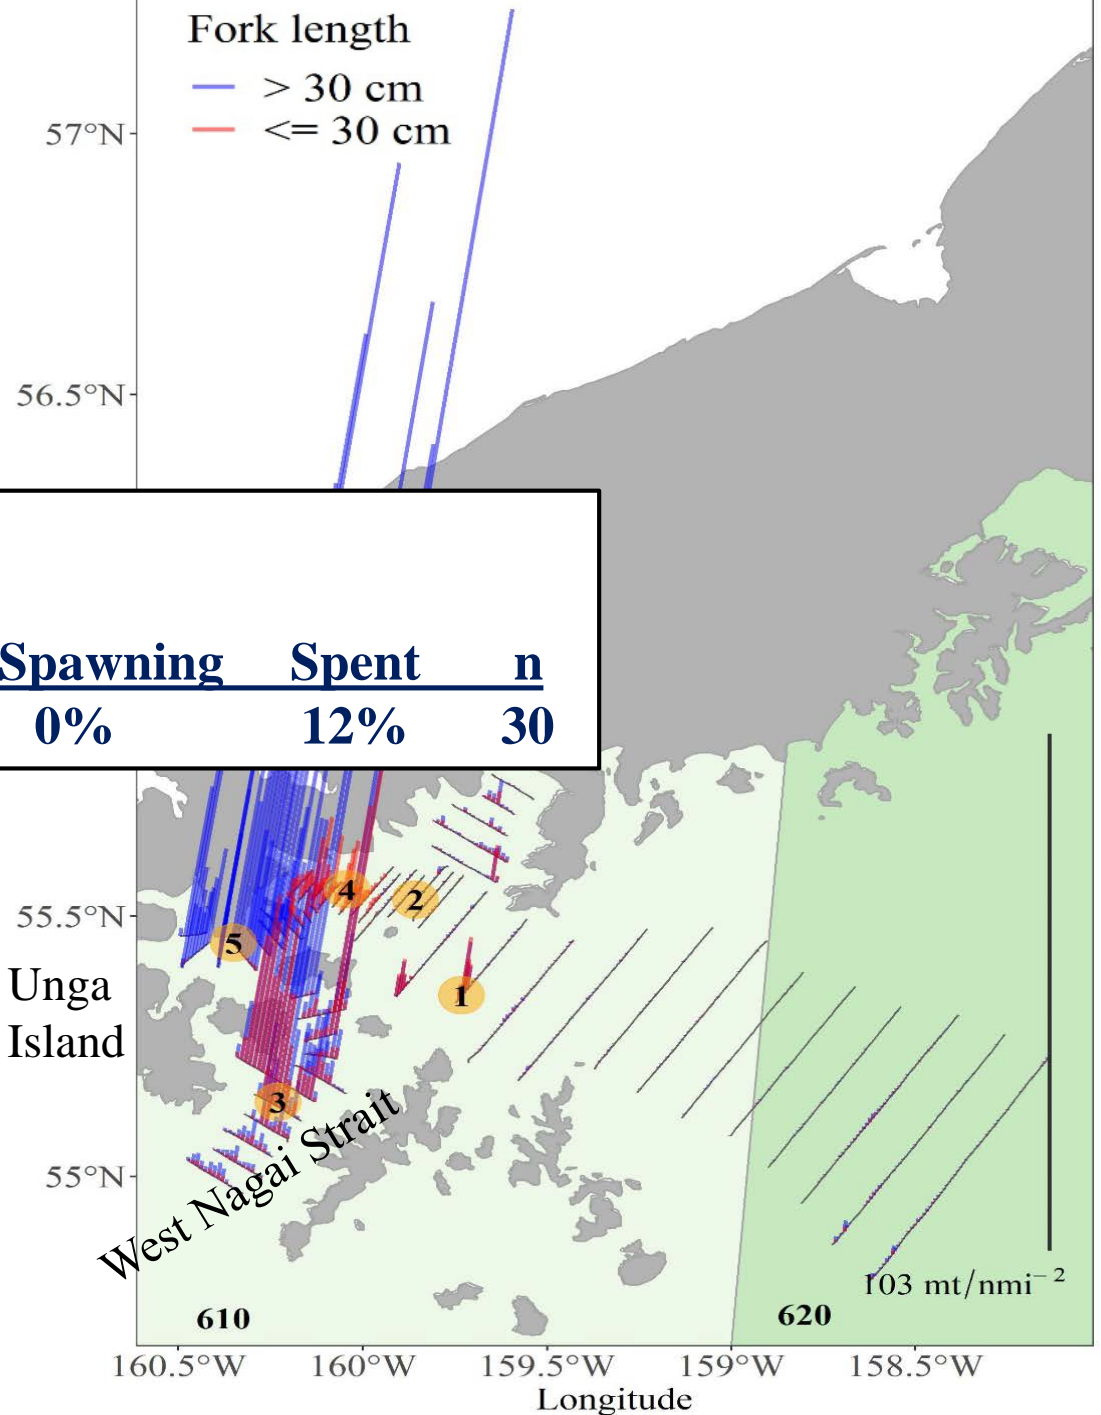 Fork length
> 30 cm
<= 30 cm
57°N
56.5°N
Spawning Spent n
0% 12% 30
55.5°N
4
2
5
Unga
Island
1
3
West Nagai Strait
55°N
103 mt/nmi⁻²
610
620
160.5°W 160°W 159.5°W 159°W 158.5°W
Longitude